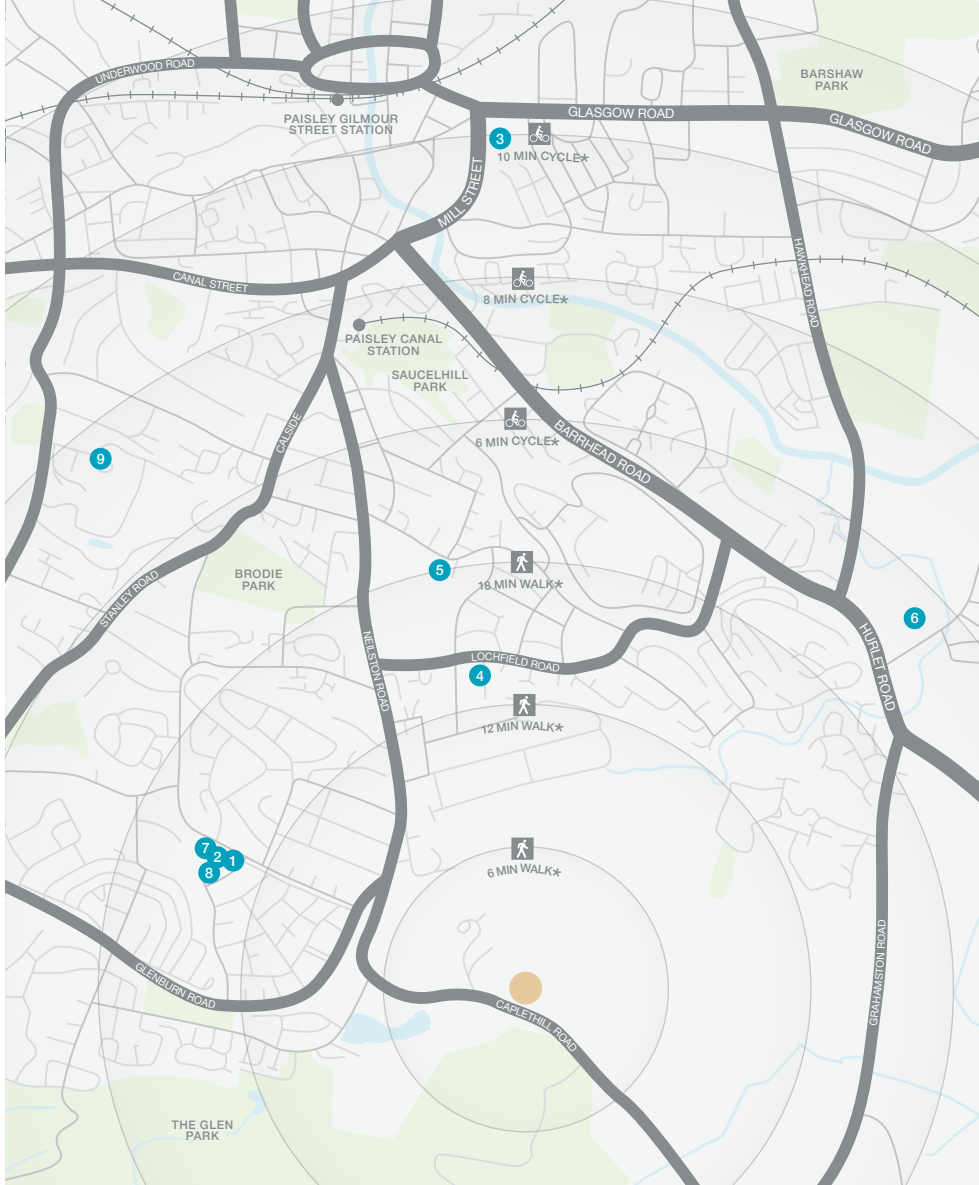 UNDERWOOD ROAD
BARSHAW
PARK
PAISLEY GILMOUR
STREET STATION
GLASGOW ROAD
GLASGOW ROAD
3
10 MIN CYCLE*
MILL STREET
CANAL STREET
HAWKHEAD ROAD
8 MIN CYCLE*
PAISLEY CANAL
STATION
SAUCELHILL
PARK
CALSIDE
6 MIN CYCLE*
BARRHEAD ROAD
9
BRODIE
PARK
5
18 MIN WALK*
STANLEY ROAD
6
NEILSTON ROAD
LOCHFIELD ROAD
HURLET ROAD
4
12 MIN WALK*
7
2
1
8
6 MIN WALK*
GLENBURN ROAD
GRAHAMSTON ROAD
CAPLETHILL ROAD
THE GLEN
PARK